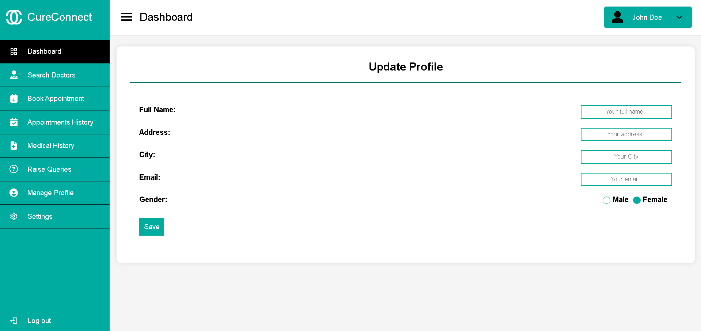 CureConnect
Dashboard
John Doe
Dashboard
Search Doctors
Book Appointment
Appointments History
Medical History
Raise Queries
Manage Profile
Settings
Log out
Update Profile
Full Name:
Your full name
Address:
Your address
City:
Your City
Email:
Your email
Gender:
Male Female
Save